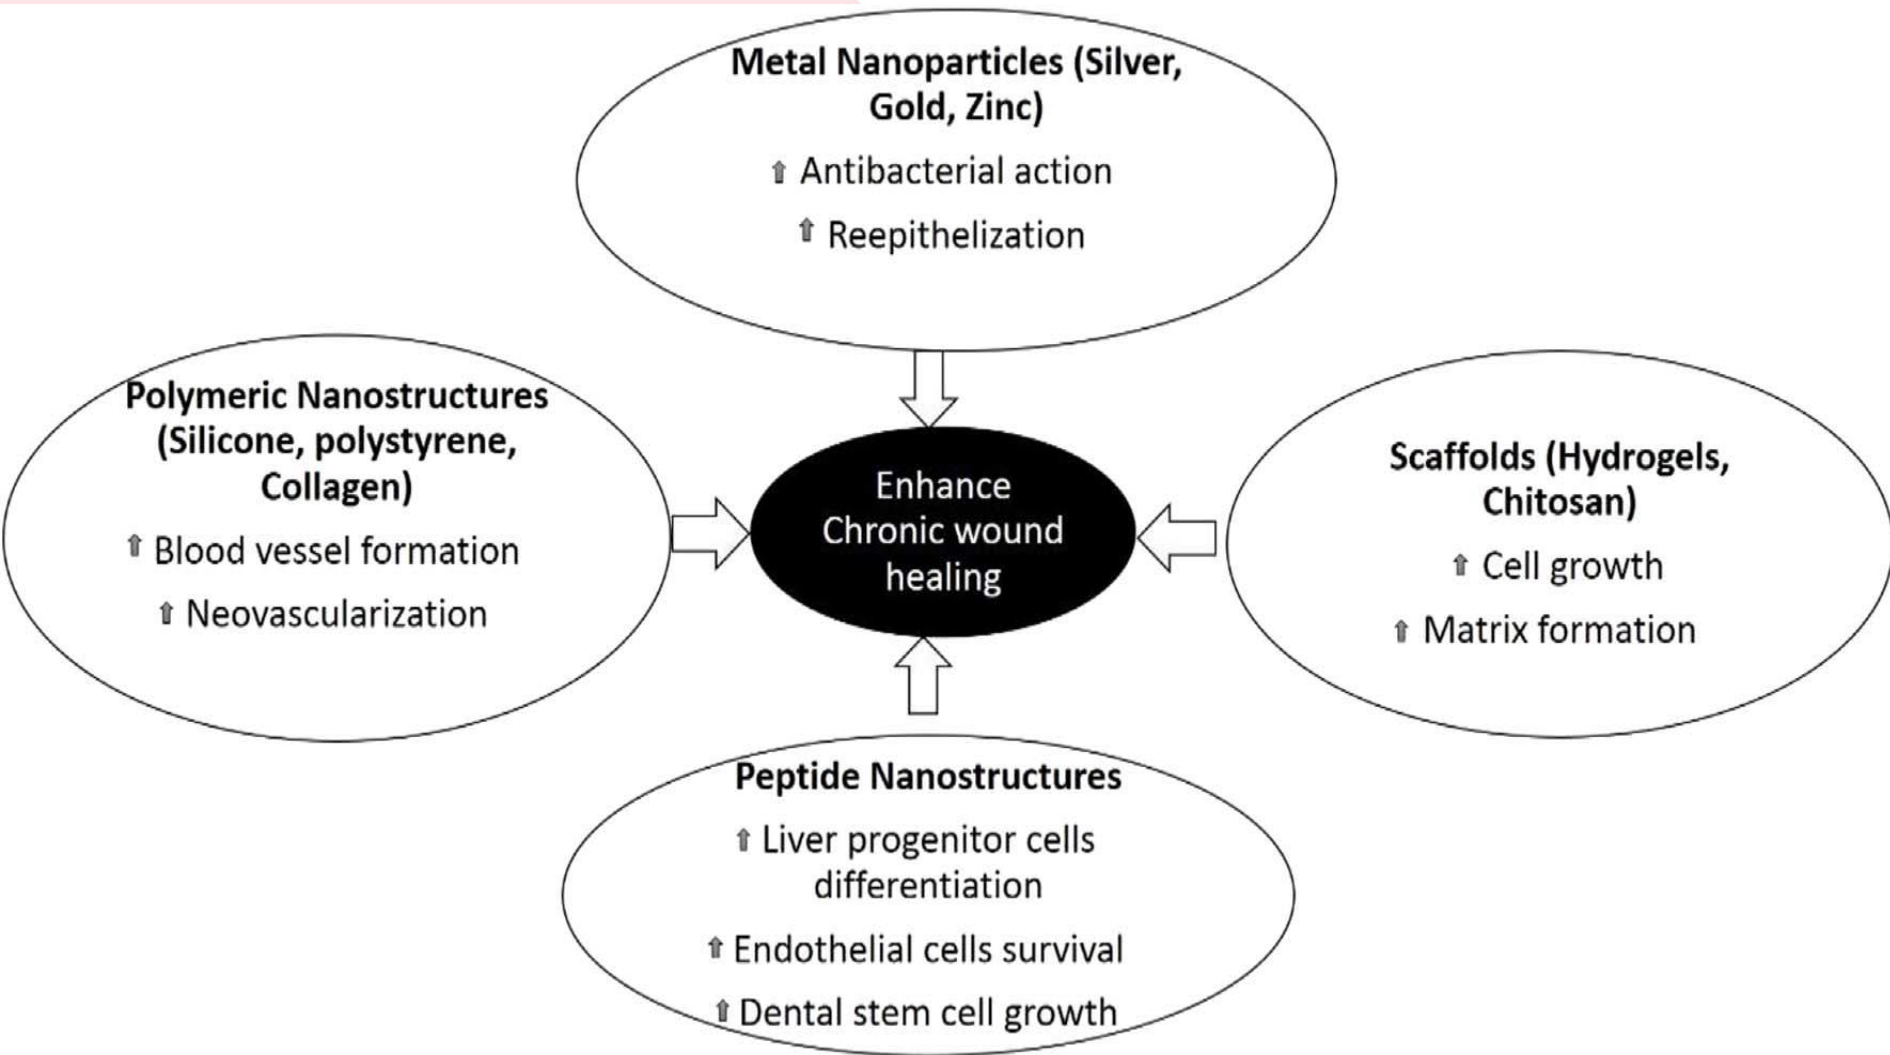 Metal Nanoparticles (Silver,
Gold, Zinc)
⇧ Antibacterial action
⇧ Reepithelization
Polymeric Nanostructures
(Silicone, polystyrene,
Collagen)
⇧ Blood vessel formation
⇧ Neovascularization
Enhance
Chronic wound
healing
Scaffolds (Hydrogels,
Chitosan)
⇧ Cell growth
⇧ Matrix formation
Peptide Nanostructures
⇧ Liver progenitor cells
differentiation
⇧ Endothelial cells survival
⇧ Dental stem cell growth